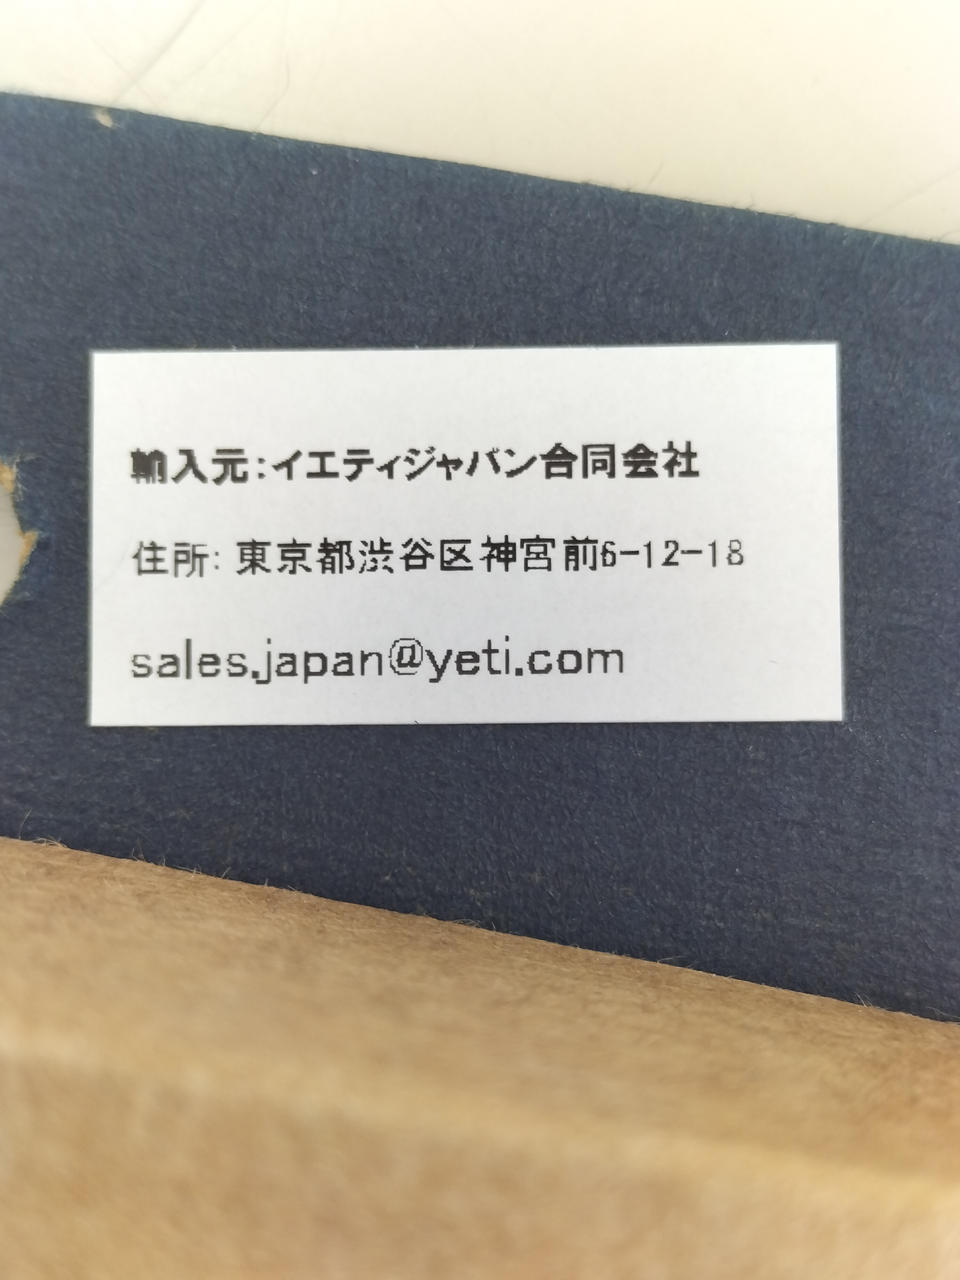 輸入元:イエティジャパン合同会社
住所: 東京都渋谷区神宮前6-12-18
sales.japan@yeti.com